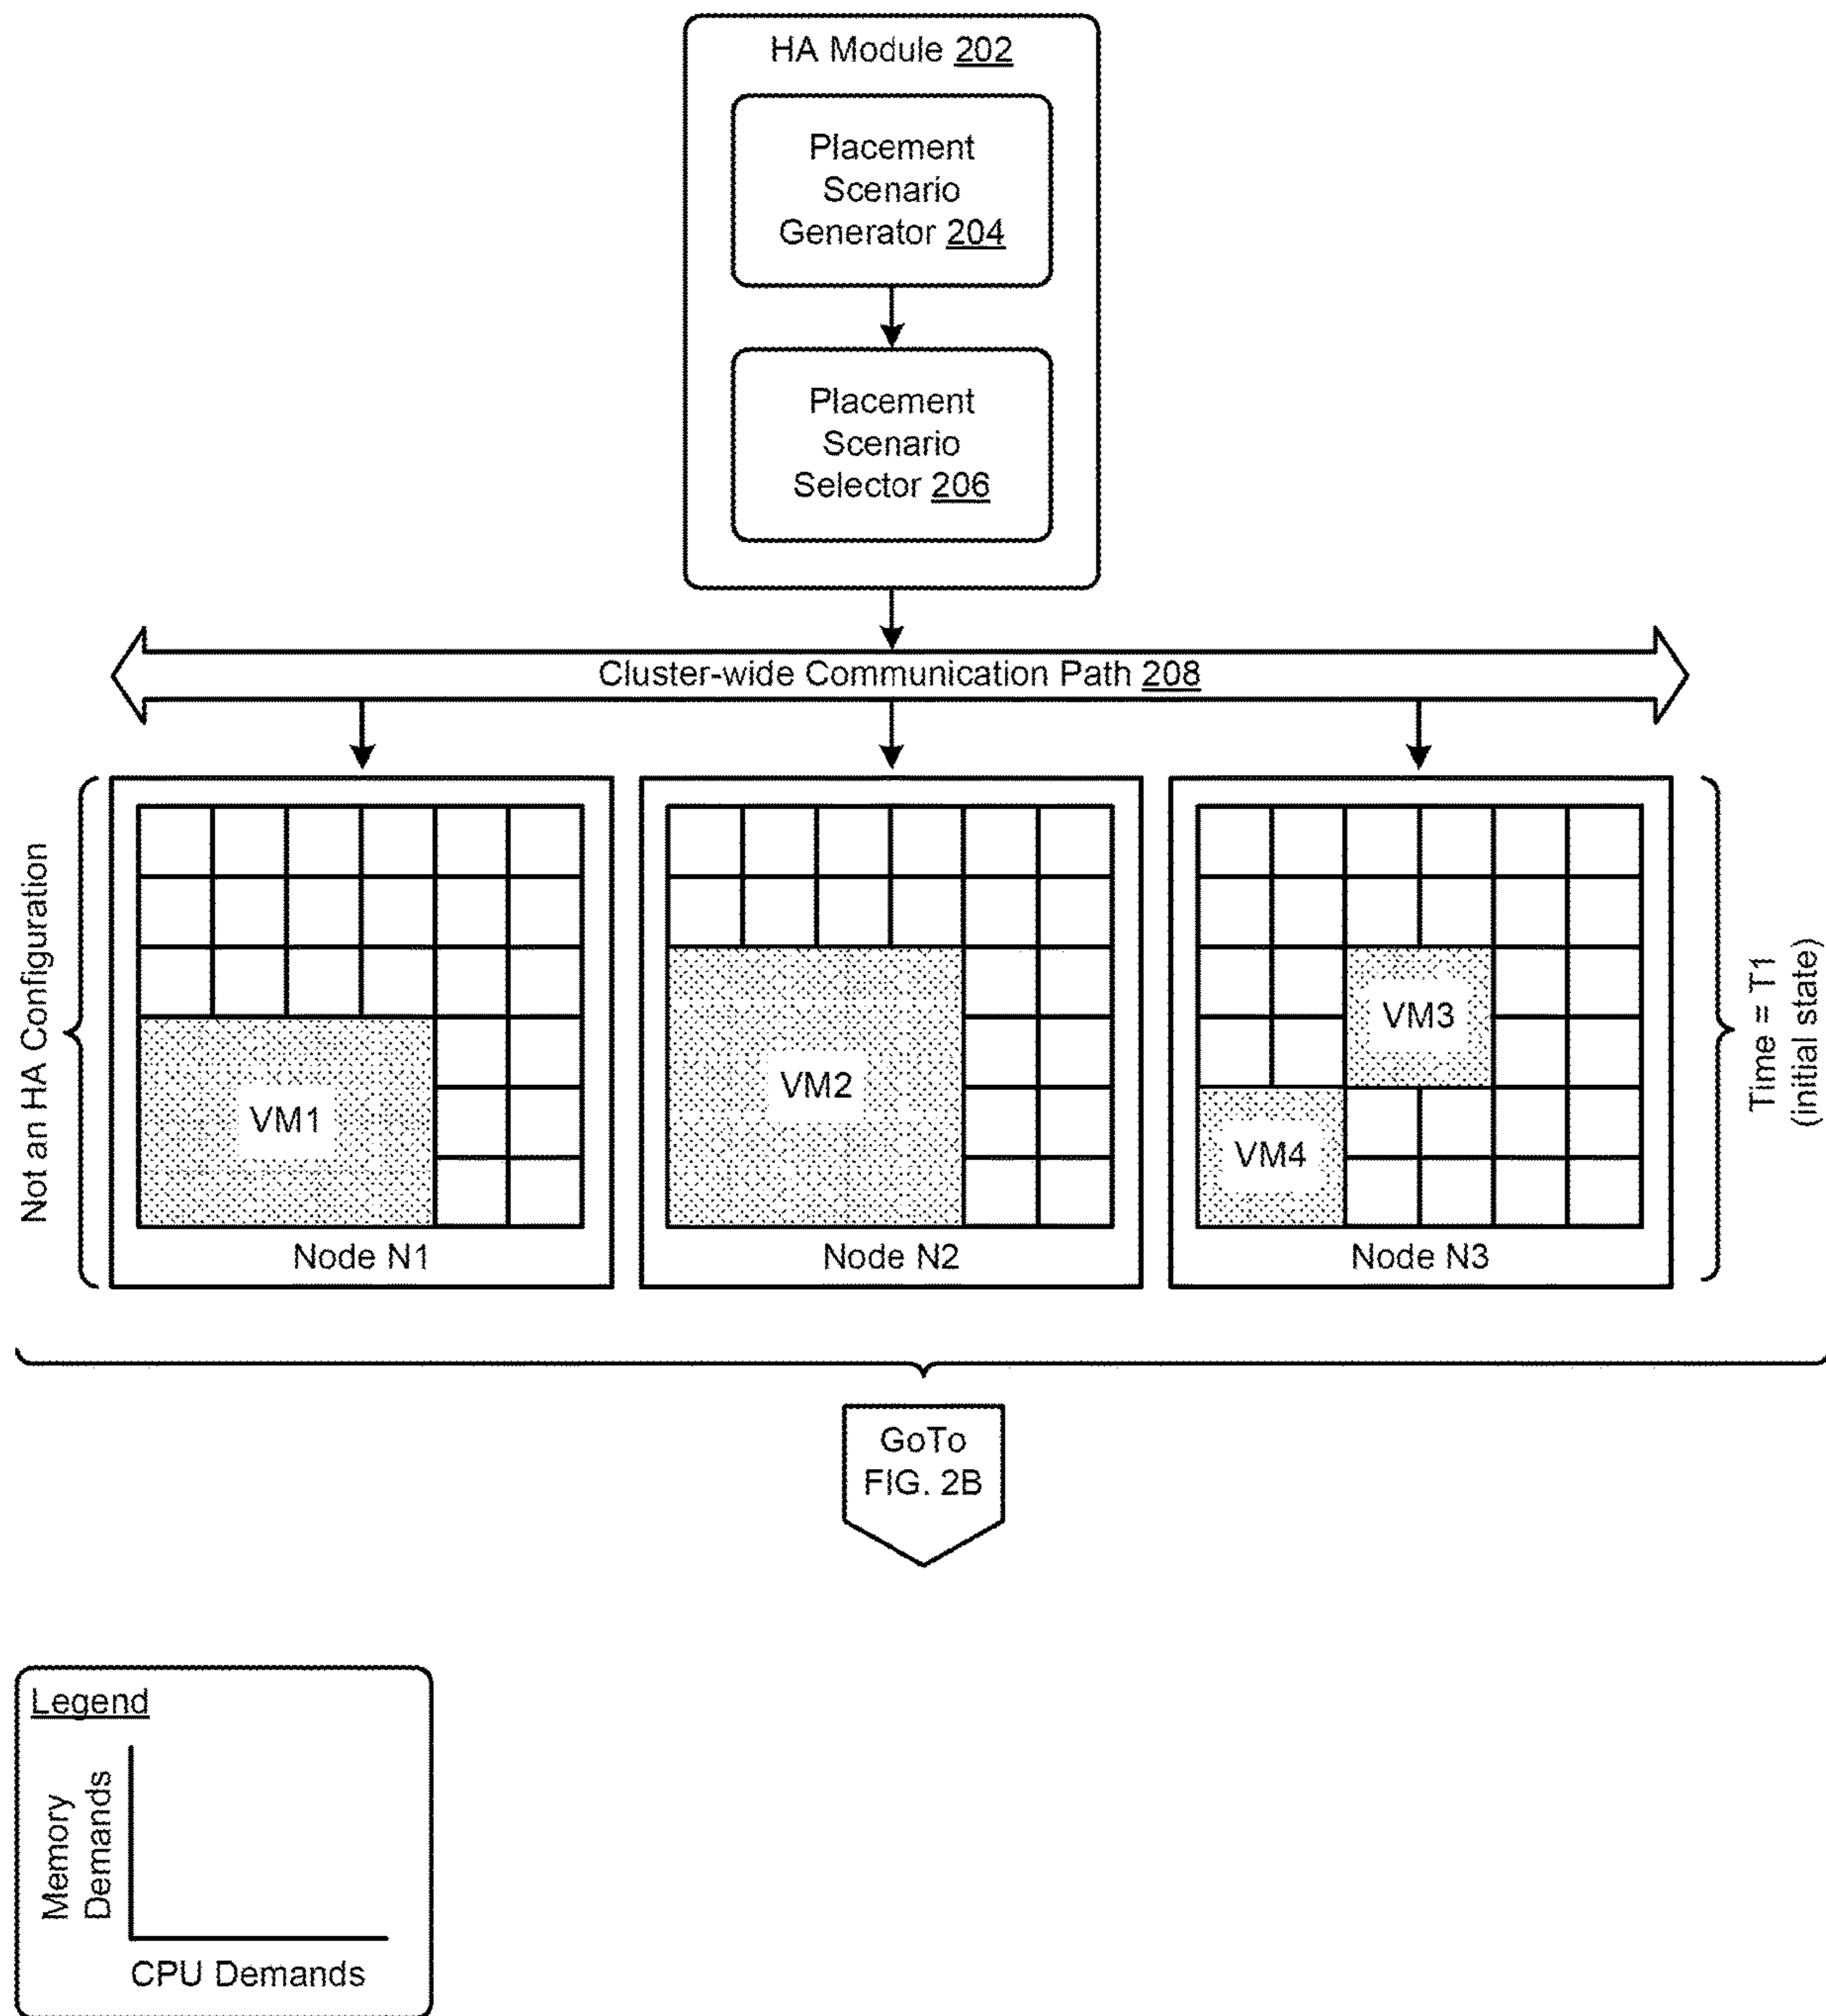 HA Module 202
Placement
Scenario
Generator 204
Placement
Scenario
Selector 206
Cluster-wide Communication Path 208
Not an HA Configuration
VM1
Node N1
VM2
Node N2
VM3
VM4
Node N3
Time = T1
(initial state)
GoTo
FIG. 2B
Legend
Memory
Demands
CPU Demands